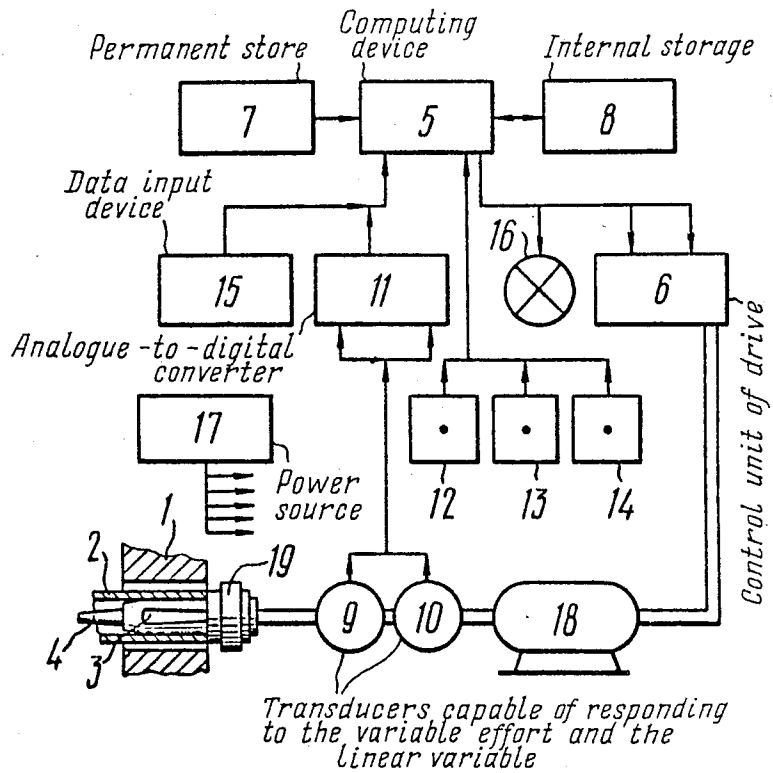 Computing
device
Permanent store
Internal storage
7
5
8
Data input
device
16
15
11
6
Analogue-to-digital
converter
17
12
13
14
Power
source
Control unit of drive
1
2
19
4
3
9
10
18
Transducers capable of responding
to the variable effort and the
linear variable